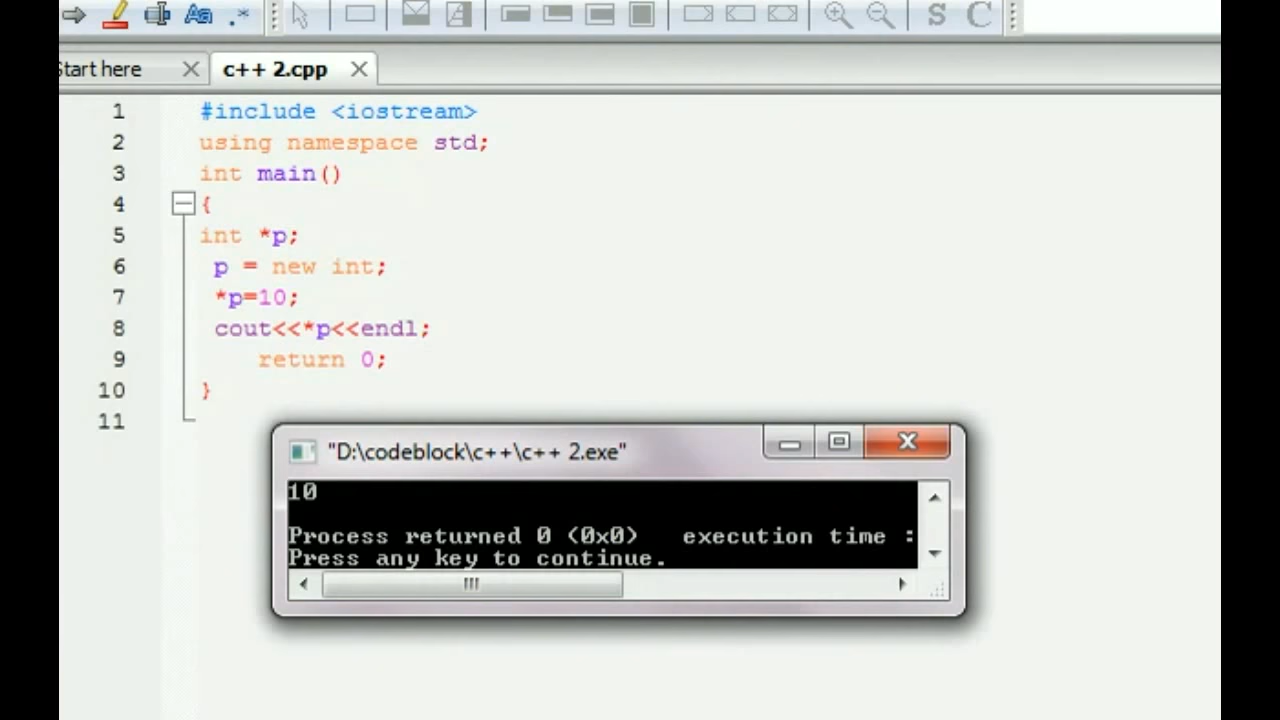 Start here
c++ 2.cpp
1 #include <iostream>
2 using namespace std;
3 int main()
4 {
5 int *p;
6 p = new int;
7 *p=10;
8 cout<<*p<<endl;
9 return 0;
10 }
11
"D:\codeblock\c++\c++ 2.exe"
10
Process returned 0 (0x0) execution time :
Press any key to continue.